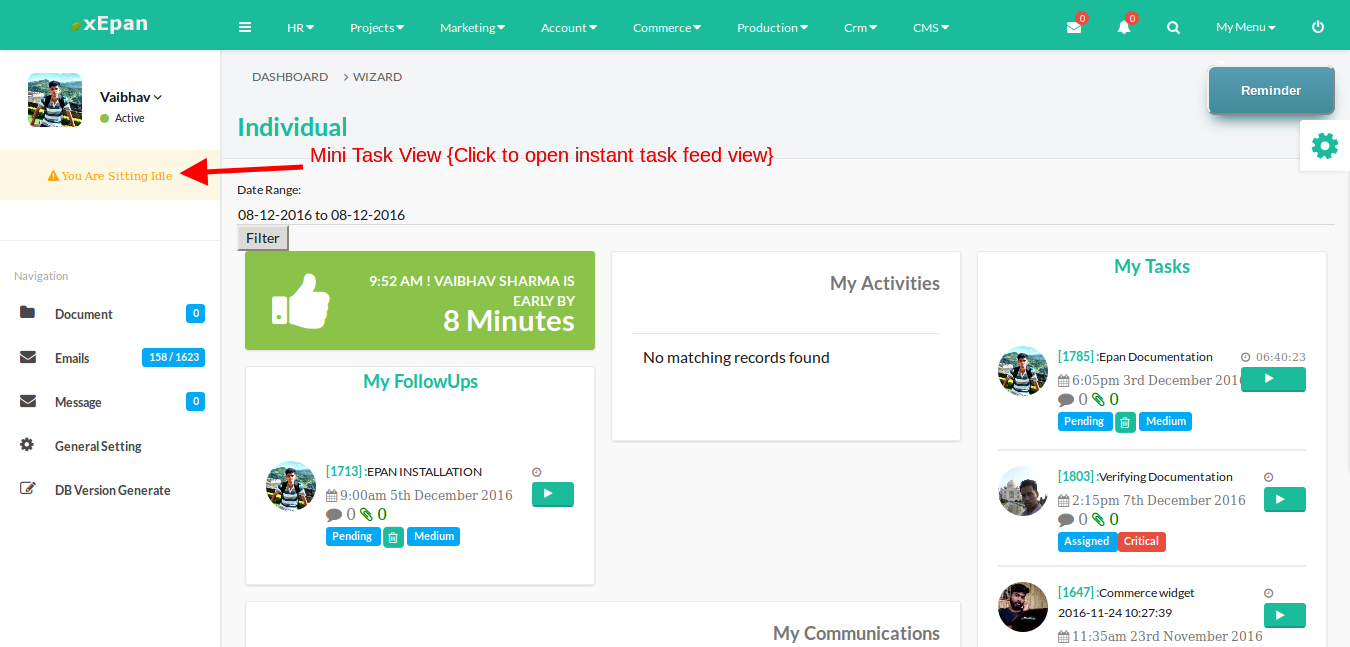 xEpan
HR
Projects
Marketing
Account
Commerce
Production
Crm
CMS
0
0
My Menu
Vaibhav
Active
You Are Sitting Idle
Navigation
Document 0
Emails 158 / 1623
Message 0
General Setting
DB Version Generate
DASHBOARD > WIZARD
Reminder
Individual
Mini Task View {Click to open instant task feed view}
Date Range:
08-12-2016 to 08-12-2016
Filter
9:52 AM ! VAIBHAV SHARMA IS
EARLY BY
8 Minutes
My FollowUps
[1713] :EPAN INSTALLATION
9:00am 5th December 2016
0 0
Pending Medium
My Activities
No matching records found
My Communications
My Tasks
[1785] :Epan Documentation 06:40:23
6:05pm 3rd December 201
0 0
Pending Medium
[1803] :Verifying Documentation
2:15pm 7th December 2016
0 0
Assigned Critical
[1647] :Commerce widget
2016-11-24 10:27:39
11:35am 23rd November 2016